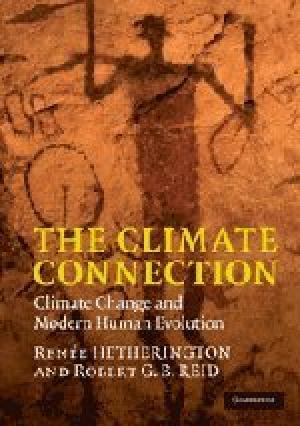 THE CLIMATE
CONNECTION
Climate Change and
Modern Human Evolution
RENÉE HETHERINGTON
AND ROBERT G. B. REID
CAMBRIDGE